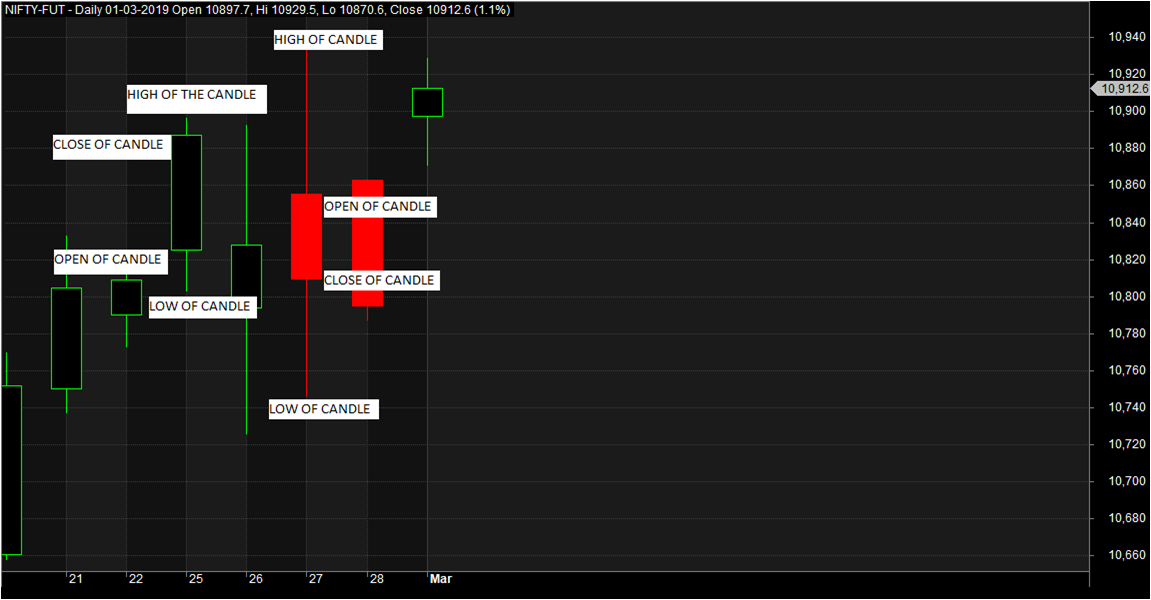 NIFTY-FUT - Daily 01-03-2019 Open 10897.7, Hi 10929.5, Lo 10870.6, Close 10912.6 (1.1%)
HIGH OF CANDLE
HIGH OF THE CANDLE
CLOSE OF CANDLE
OPEN OF CANDLE
OPEN OF CANDLE
CLOSE OF CANDLE
LOW OF CANDLE
LOW OF CANDLE
10,940
10,920
10,912.6
10,900
10,880
10,860
10,840
10,820
10,800
10,780
10,760
10,740
10,720
10,700
10,680
10,660
21 22 25 26 27 28 Mar